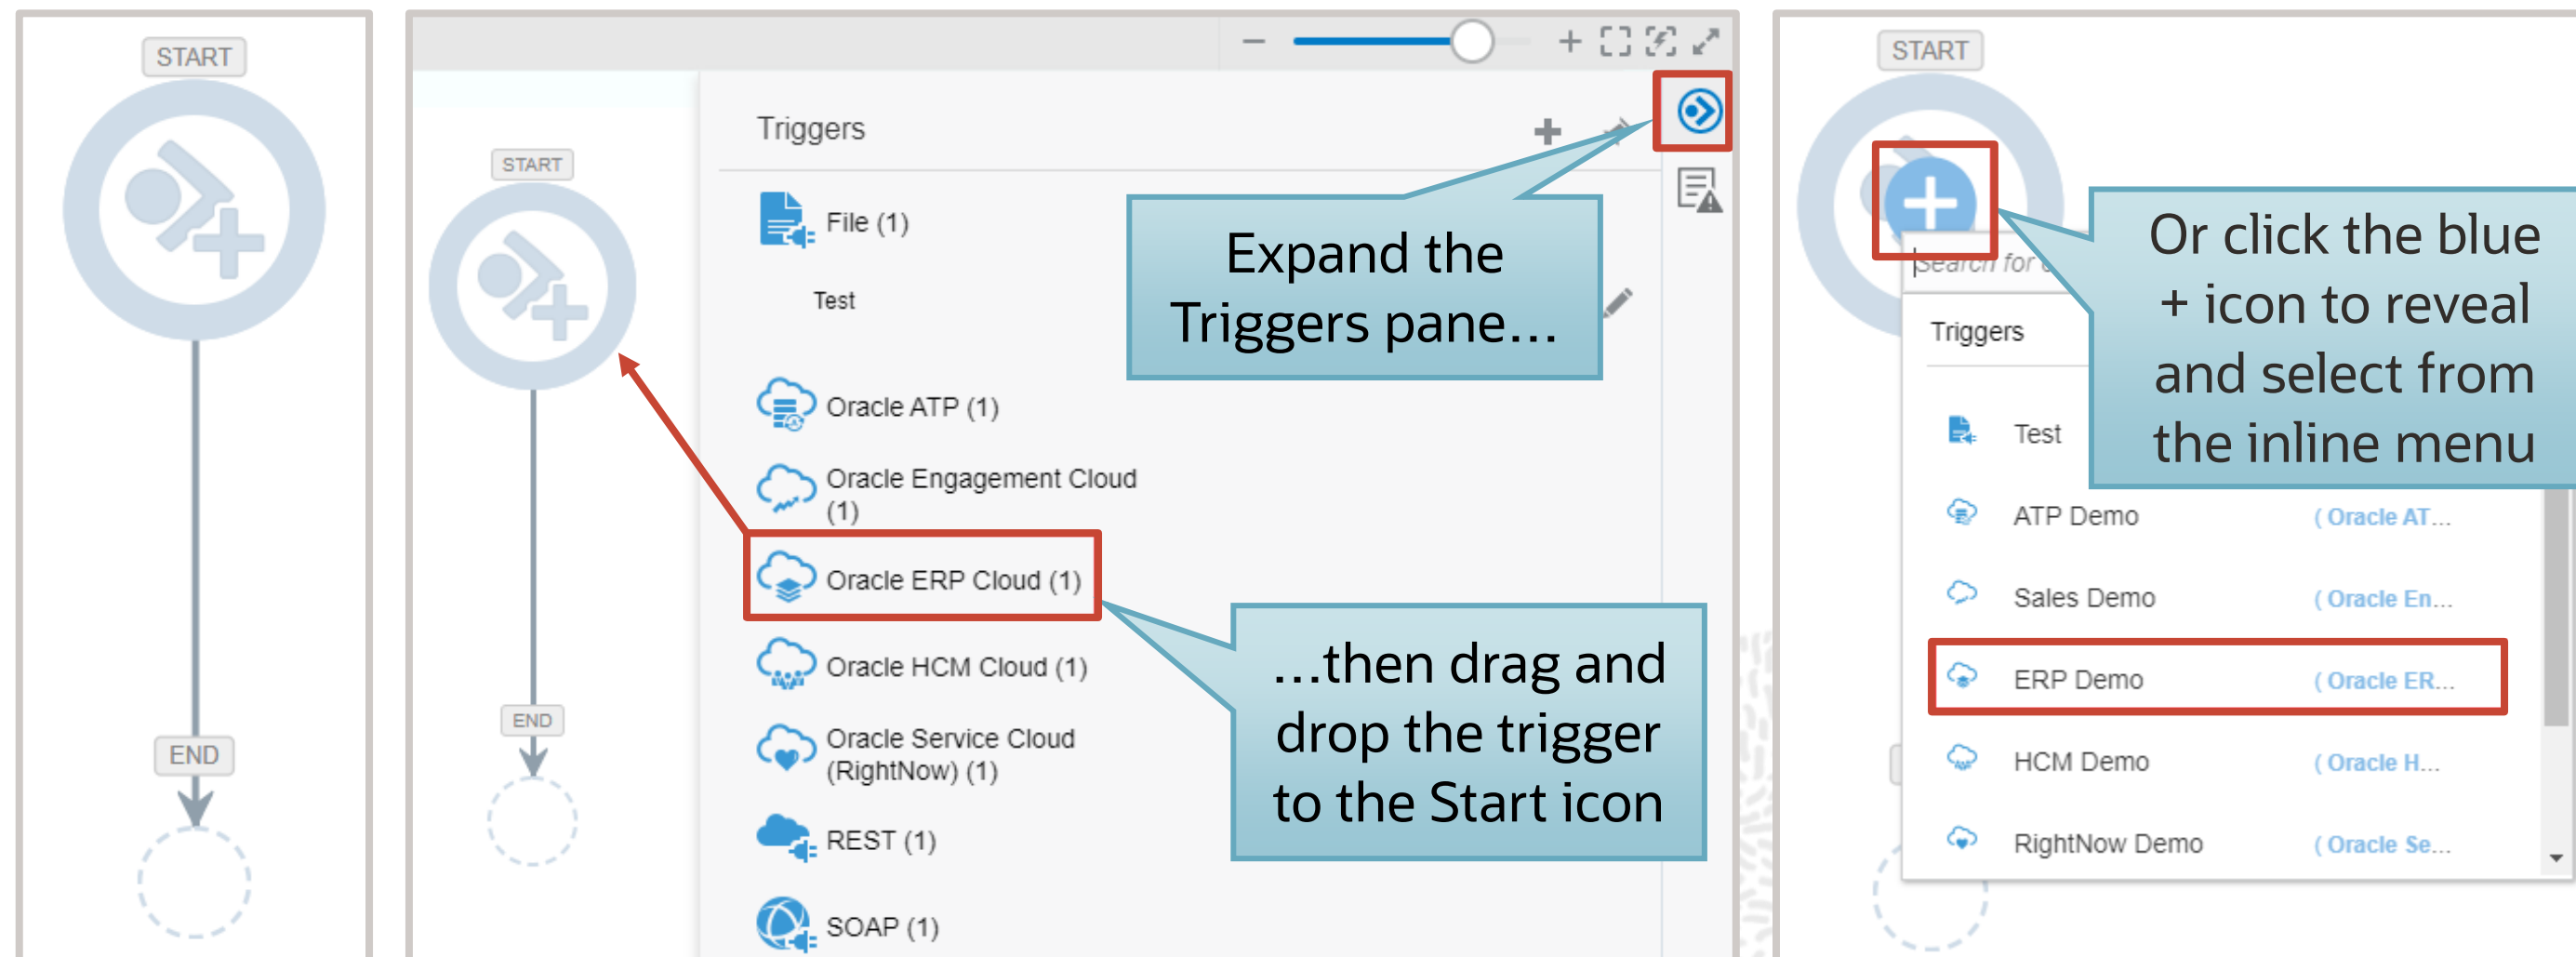 START
END
START
END
Triggers
File (1)
Test
Oracle ATP (1)
Oracle Engagement Cloud
(1)
Oracle ERP Cloud (1)
Oracle HCM Cloud (1)
Oracle Service Cloud
(RightNow) (1)
REST (1)
SOAP (1)
Expand the
Triggers pane...
...then drag and
drop the trigger
to the Start icon
START
Search for
Triggers
Test
ATP Demo ( Oracle AT...
Sales Demo ( Oracle En...
ERP Demo ( Oracle ER...
HCM Demo ( Oracle H...
RightNow Demo ( Oracle Se...
Or click the blue
+ icon to reveal
and select from
the inline menu